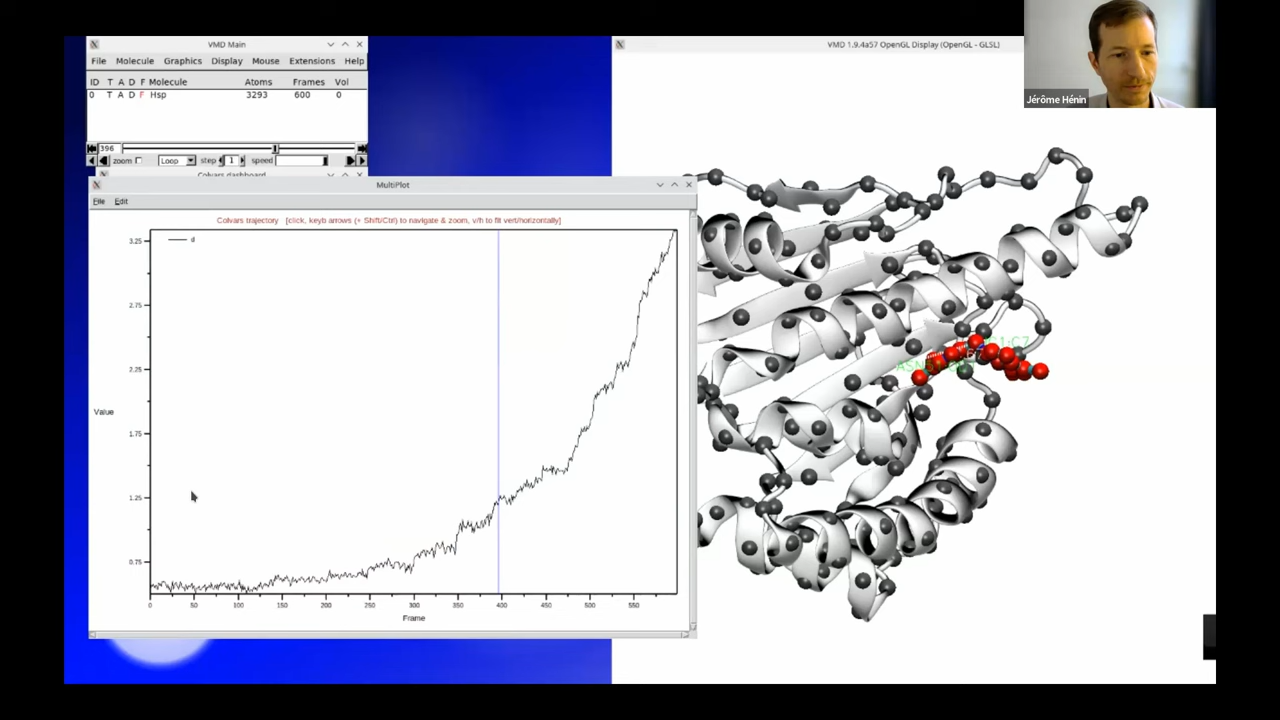 VMD Main
VMD 1.9.4a57 OpenGL Display (OpenGL - GLSL)
File Molecule Graphics Display Mouse Extensions Help
ID T A D F Molecule Atoms Frames Vol
0 T A D F Hsp 3293 600 0
Jérôme Hénin
396
zoom Loop step 1 speed
Colvars dashboard
MultiPlot
File Edit
Colvars trajectory [click, keyb arrows (+ Shift/Ctrl) to navigate & zoom, v/h to fit vert/horizontally]
d
3.25
2.75
2.25
Value
1.75
1.25
0.75
0 50 100 150 200 250 300 350 400 450 500 550
Frame